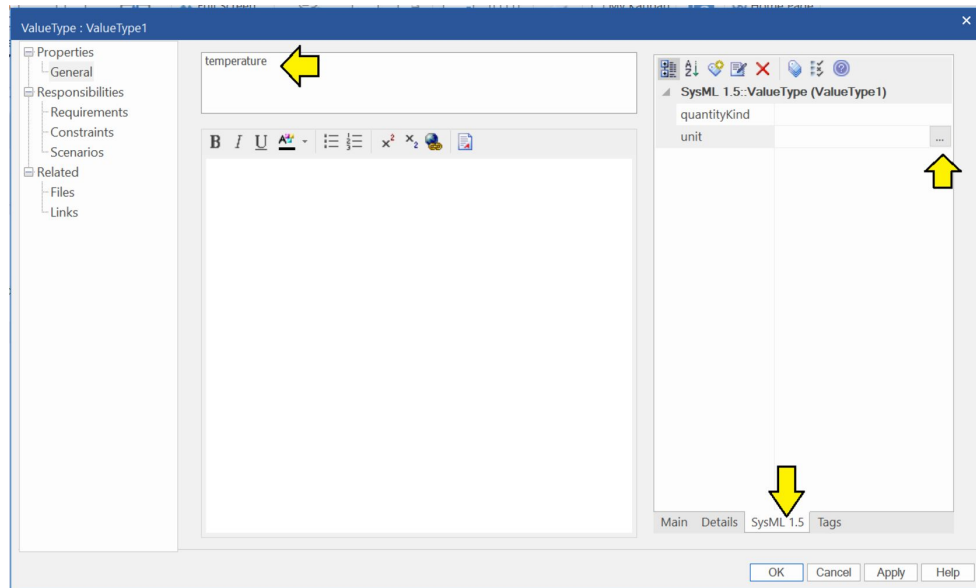 ValueType : ValueType1
Properties
General
Responsibilities
Requirements
Constraints
Scenarios
Related
Files
Links
temperature
B I U
SysML 1.5::ValueType (ValueType1)
quantityKind
unit
...
Main Details SysML 1.5 Tags
OK Cancel Apply Help